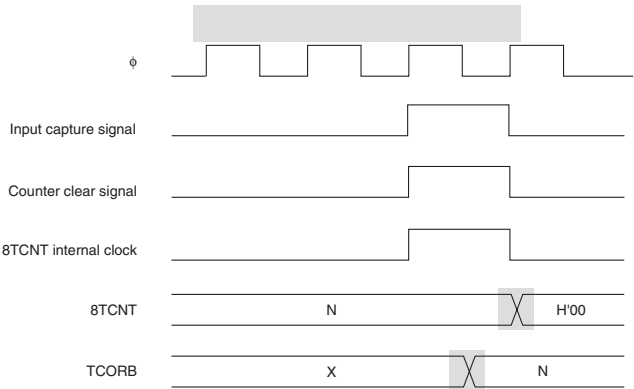 φ
Input capture signal
Counter clear signal
8TCNT internal clock
8TCNT N H'00
TCORB X N